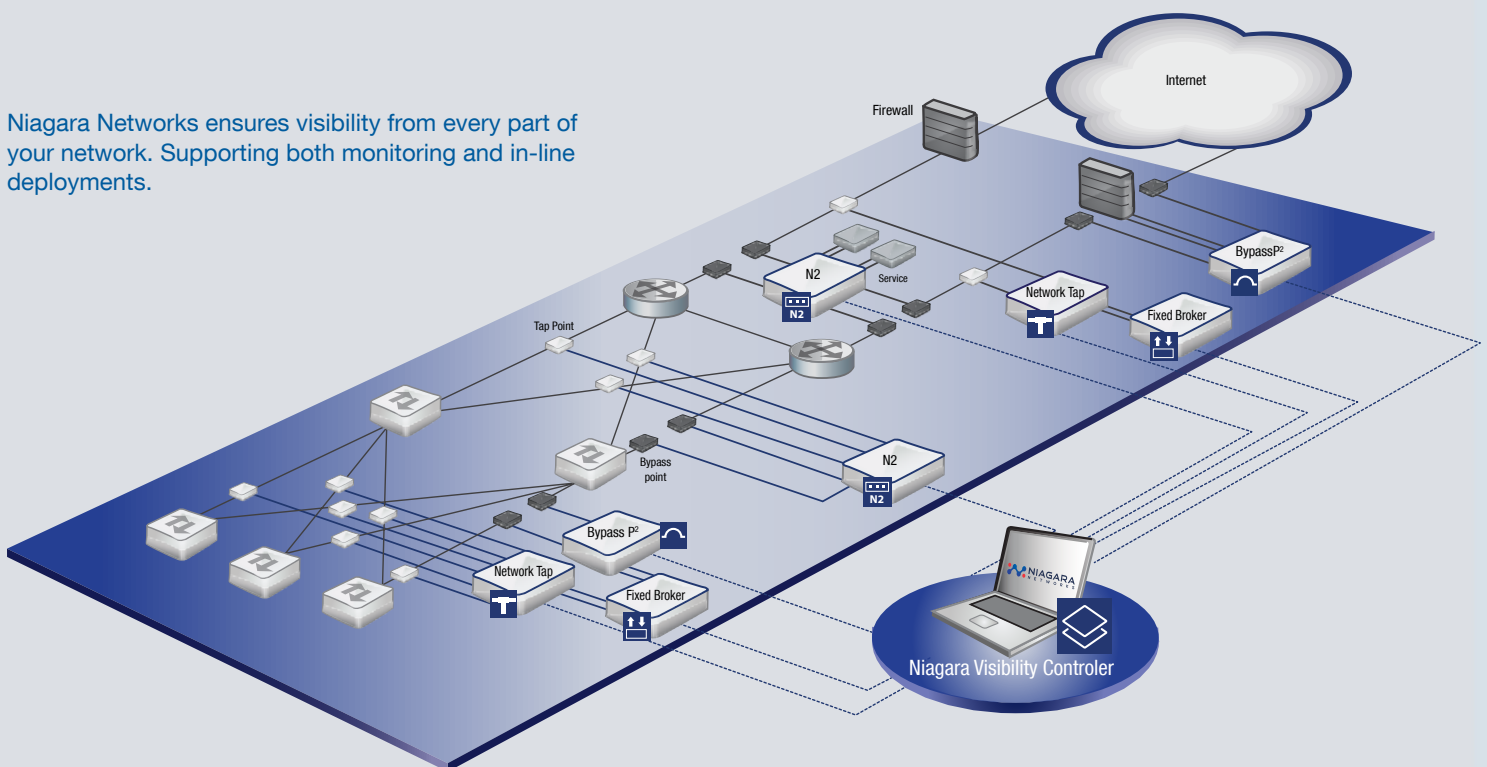 Niagara Networks ensures visibility from every part of
your network. Supporting both monitoring and in-line
deployments.
Internet
Firewall
BypassP²
N2
N2
Service
Network Tap
Fixed Broker
Tap Point
N2
N2
Bypass
point
Bypass P²
Network Tap
Fixed Broker
NIAGARA
NETWORKS
Niagara Visibility Controler